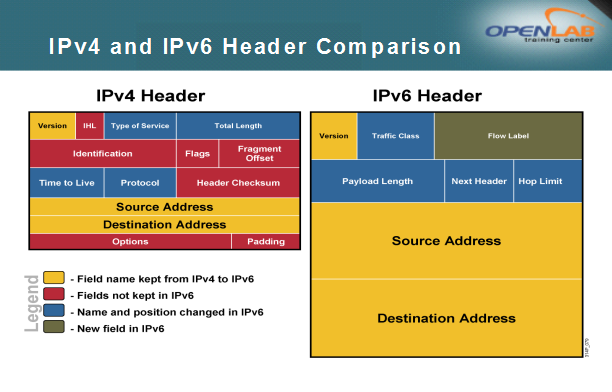 IPv4 and IPv6 Header Comparison
OPENLAB
training center
IPv4 Header
IPv6 Header
Version
IHL
Type of Service
Total Length
Identification
Flags
Fragment
Offset
Time to Live
Protocol
Header Checksum
Source Address
Destination Address
Options
Padding
Version
Traffic Class
Flow Label
Payload Length
Next Header
Hop Limit
Source Address
Destination Address
Legend
- Field name kept from IPv4 to IPv6
- Fields not kept in IPv6
- Name and position changed in IPv6
- New field in IPv6